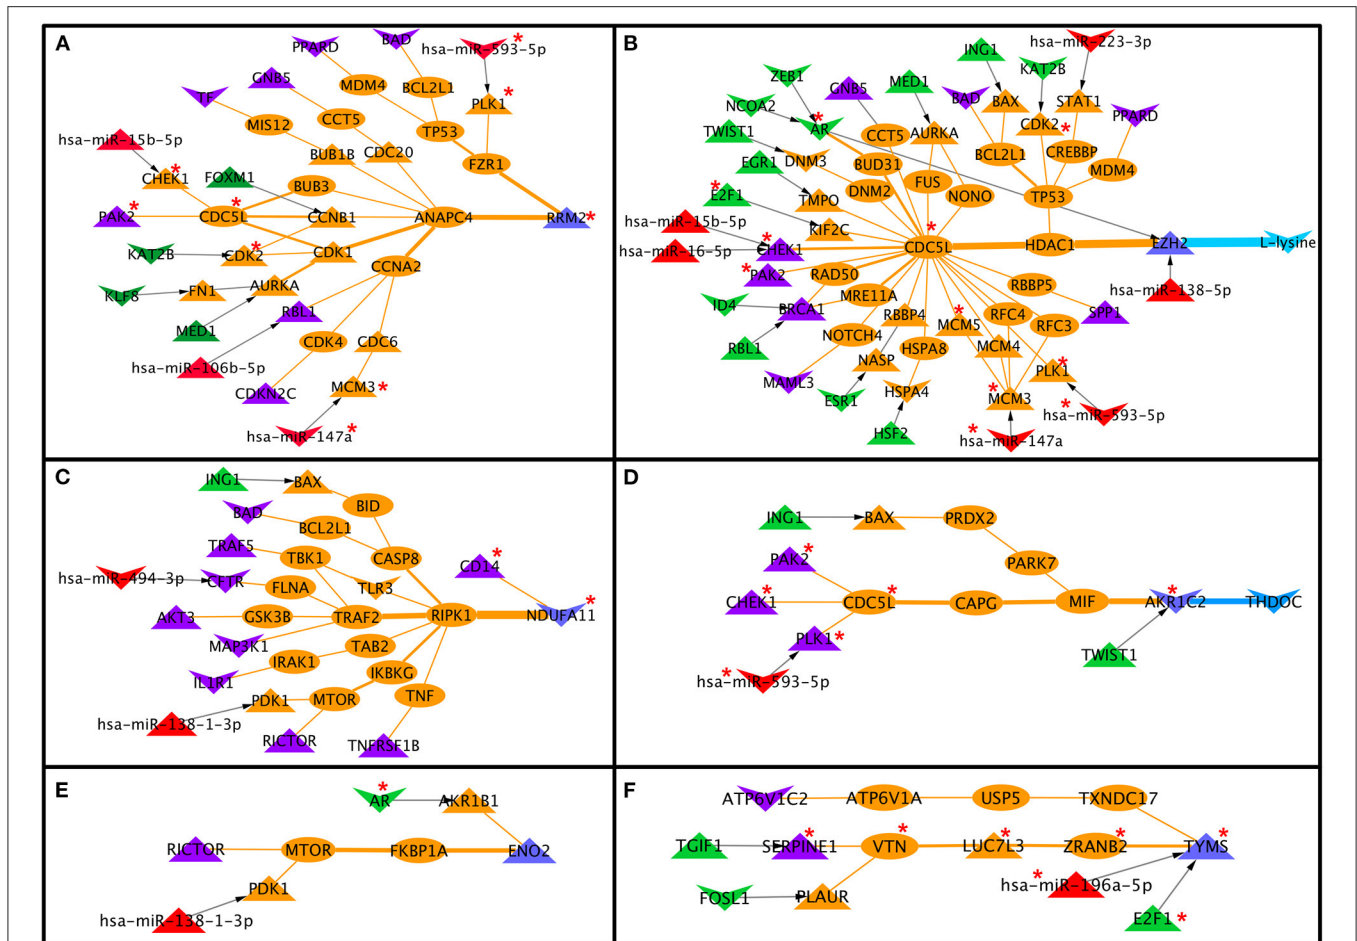 A
PPARD
BAD
hsa-miR-593-5p
*
GNB5
MDM4
BCL2L1
PLK1
*
TF
MIS12
CCT5
TP53
hsa-miR-15b-5p
BUB1B
CDC20
FZR1
CHEK1
*
FOXM1
BUB3
PAK2
*
CDC5L
*
CCNB1
ANAPC4
RRM2
*
KAT2B
CDK2
*
CDK1
CCNA2
KLF8
FN1
AURKA
MED1
RBL1
CDK4
CDC6
hsa-miR-106b-5p
CDKN2C
MCM3
*
hsa-miR-147a
*
B
ING1
hsa-miR-223-3p
ZEB1
GNB5
MED1
KAT2B
NCOA2
BAD
BAX
STAT1
PPARD
TWIST1
*
AR
CCT5
AURKA
CDK2
*
DNM3
BUD31
BCL2L1
CREBBP
EGR1
MDM4
*
E2F1
TMPO
DNM2
FUS
NONO
TP53
hsa-miR-15b-5p
KIF2C
*
hsa-miR-16-5p
*
CHEK1
CDC5L
HDAC1
EZH2
L-lysine
*
PAK2
RAD50
RBBP5
hsa-miR-138-5p
ID4
BRCA1
MRE11A
RBBP4
*
MCM5
RFC4
RFC3
SPP1
RBL1
NOTCH4
HSPA8
MCM4
NASP
PLK1
*
MAML3
ESR1
HSPA4
*
MCM3
*
hsa-miR-593-5p
HSF2
*
hsa-miR-147a
C
ING1
BAX
BID
BAD
BCL2L1
TRAF5
TBK1
CASP8
CD14
*
hsa-miR-494-3p
CFTR
FLNA
TLR3
AKT3
GSK3B
TRAF2
RIPK1
NDUFA11
*
MAP3K1
TAB2
IL1R1
IRAK1
IKBKG
PDK1
MTOR
TNF
hsa-miR-138-1-3p
RICTOR
TNFRSF1B
D
ING1
BAX
PRDX2
PAK2
*
PARK7
CHEK1
*
CDC5L
*
CAPG
MIF
AKR1C2
*
THDOC
PLK1
*
TWIST1
*
hsa-miR-593-5p
E
*
AR
AKR1B1
RICTOR
MTOR
FKBP1A
ENO2
PDK1
hsa-miR-138-1-3p
F
ATP6V1C2
ATP6V1A
USP5
TXNDC17
TGIF1
SERPINE1
*
VTN
*
LUC7L3
*
ZRANB2
*
TYMS
*
FOSL1
PLAUR
*
hsa-miR-196a-5p
E2F1
*